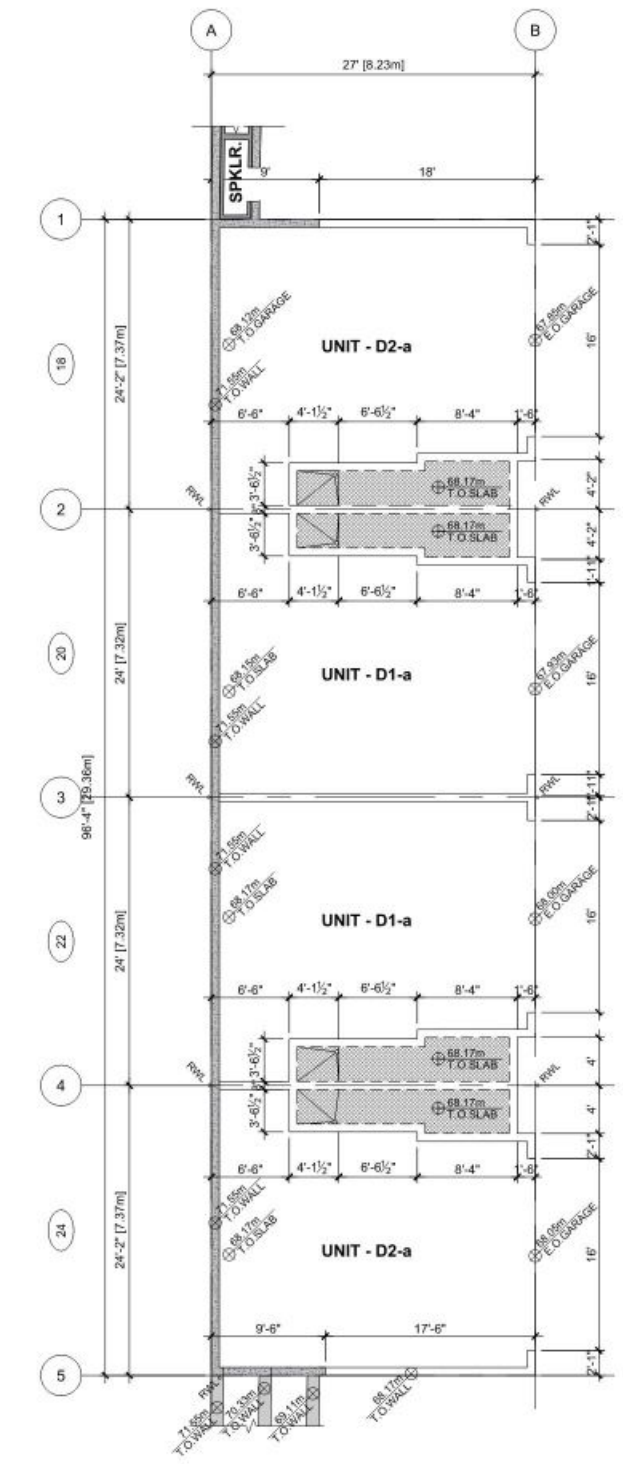 A
B
27' [8.23m]
SPKLR.
9'
18'
1
2'-1"
24'-2" [7.37m]
18
68.12m
T.O.GARAGE
71.55m
T.O.WALL
UNIT - D2-a
67.85m
E.O.GARAGE
16'
6'-6"
4'-1½"
6'-6½"
8'-4"
1'-6"
3'-6½"
68.17m
T.O.SLAB
4'-2"
RWL
2
RWL
3'-6½"
68.17m
T.O.SLAB
4'-2"
1'-11"
6'-6"
4'-1½"
6'-6½"
8'-4"
1'-6"
24' [7.32m]
20
68.15m
T.O.SLAB
71.55m
T.O.WALL
UNIT - D1-a
67.93m
E.O.GARAGE
16'
96'-4" [29.36m]
RWL
3
RWL
1'-11"
2'-1"
71.55m
T.O.WALL
68.17m
T.O.SLAB
24' [7.32m]
22
UNIT - D1-a
68.00m
E.O.GARAGE
16'
6'-6"
4'-1½"
6'-6½"
8'-4"
1'-6"
3'-6½"
68.17m
T.O.SLAB
4'
RWL
4
RWL
3'-6½"
68.17m
T.O.SLAB
4'
2'-1"
6'-6"
4'-1½"
6'-6½"
8'-4"
1'-6"
24'-2" [7.37m]
24
71.55m
T.O.WALL
68.17m
T.O.SLAB
UNIT - D2-a
68.05m
E.O.GARAGE
16'
9'-6"
17'-6"
2'-1"
5
RWL
71.55m
T.O.WALL
70.33m
T.O.WALL
69.11m
T.O.WALL
68.17m
T.O.WALL